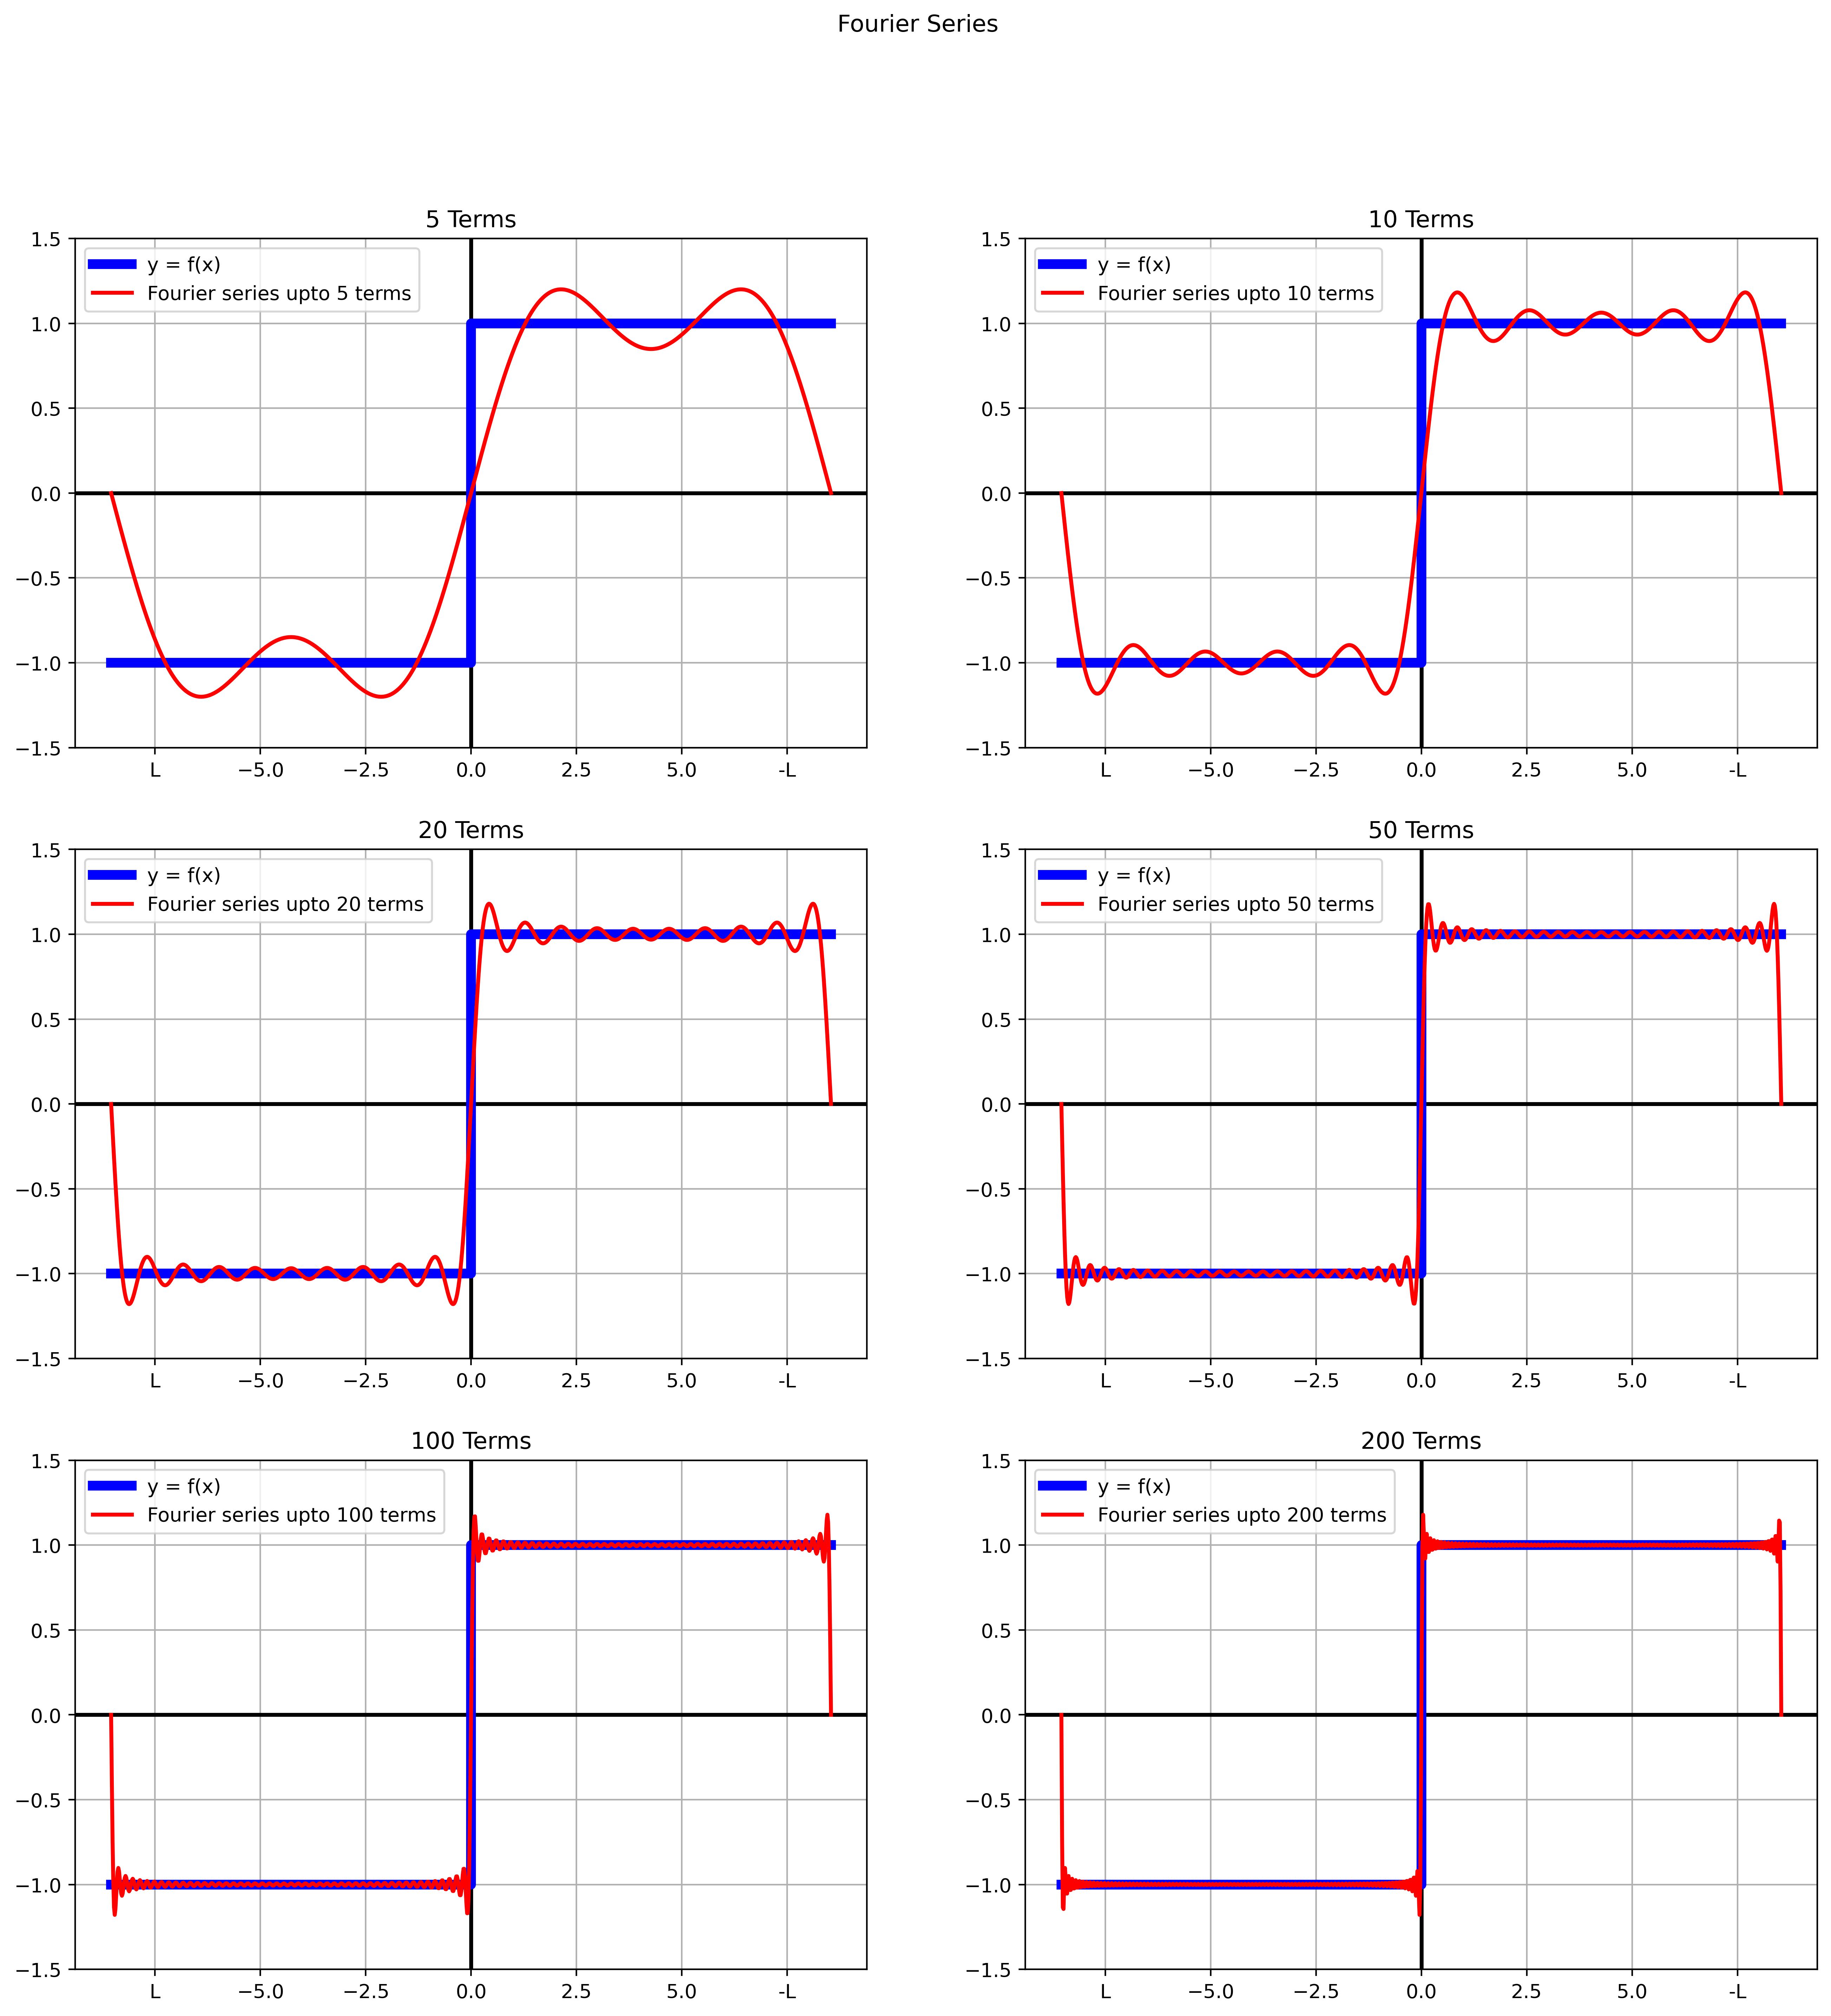 Fourier Series
5 Terms
1.5
1.0
0.5
0.0
−0.5
−1.0
−1.5
y = f(x)
Fourier series upto 5 terms
L −5.0 −2.5 0.0 2.5 5.0 -L
10 Terms
1.5
1.0
0.5
0.0
−0.5
−1.0
−1.5
y = f(x)
Fourier series upto 10 terms
L −5.0 −2.5 0.0 2.5 5.0 -L
20 Terms
1.5
1.0
0.5
0.0
−0.5
−1.0
−1.5
y = f(x)
Fourier series upto 20 terms
L −5.0 −2.5 0.0 2.5 5.0 -L
50 Terms
1.5
1.0
0.5
0.0
−0.5
−1.0
−1.5
y = f(x)
Fourier series upto 50 terms
L −5.0 −2.5 0.0 2.5 5.0 -L
100 Terms
1.5
1.0
0.5
0.0
−0.5
−1.0
−1.5
y = f(x)
Fourier series upto 100 terms
L −5.0 −2.5 0.0 2.5 5.0 -L
200 Terms
1.5
1.0
0.5
0.0
−0.5
−1.0
−1.5
y = f(x)
Fourier series upto 200 terms
L −5.0 −2.5 0.0 2.5 5.0 -L